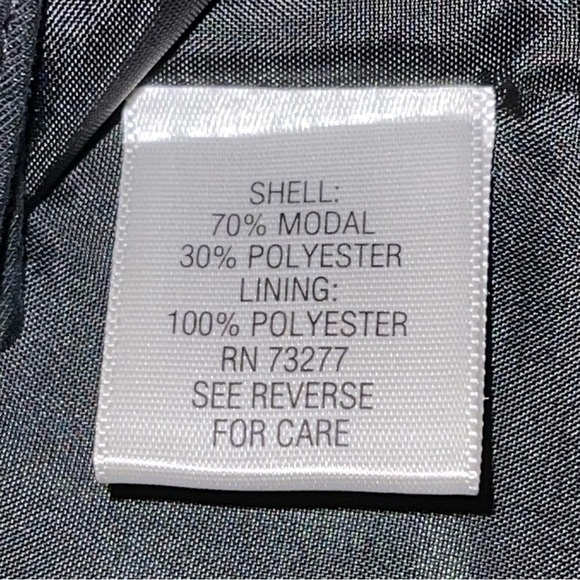 SHELL:
70% MODAL
30% POLYESTER
LINING:
100% POLYESTER
RN 73277
SEE REVERSE
FOR CARE